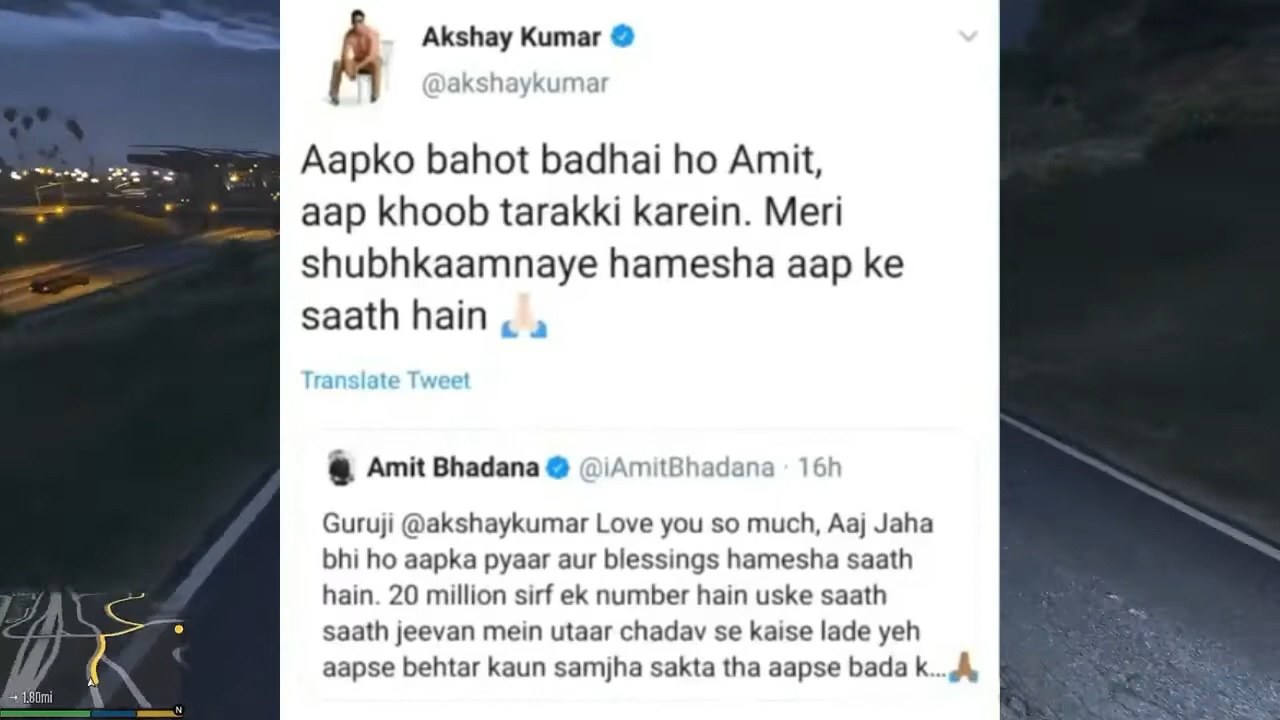 Akshay Kumar
@akshaykumar
Aapko bahot badhai ho Amit,
aap khoob tarakki karein. Meri
shubhkaamnaye hamesha aap ke
saath hain 🙏🏻
Translate Tweet
Amit Bhadana @iAmitBhadana · 16h
Guruji @akshaykumar Love you so much, Aaj Jaha
bhi ho aapka pyaar aur blessings hamesha saath
hain. 20 million sirf ek number hain uske saath
saath jeevan mein utaar chadav se kaise lade yeh
aapse behtar kaun samjha sakta tha aapse bada k...🙏🏽
→ 1.80mi
N